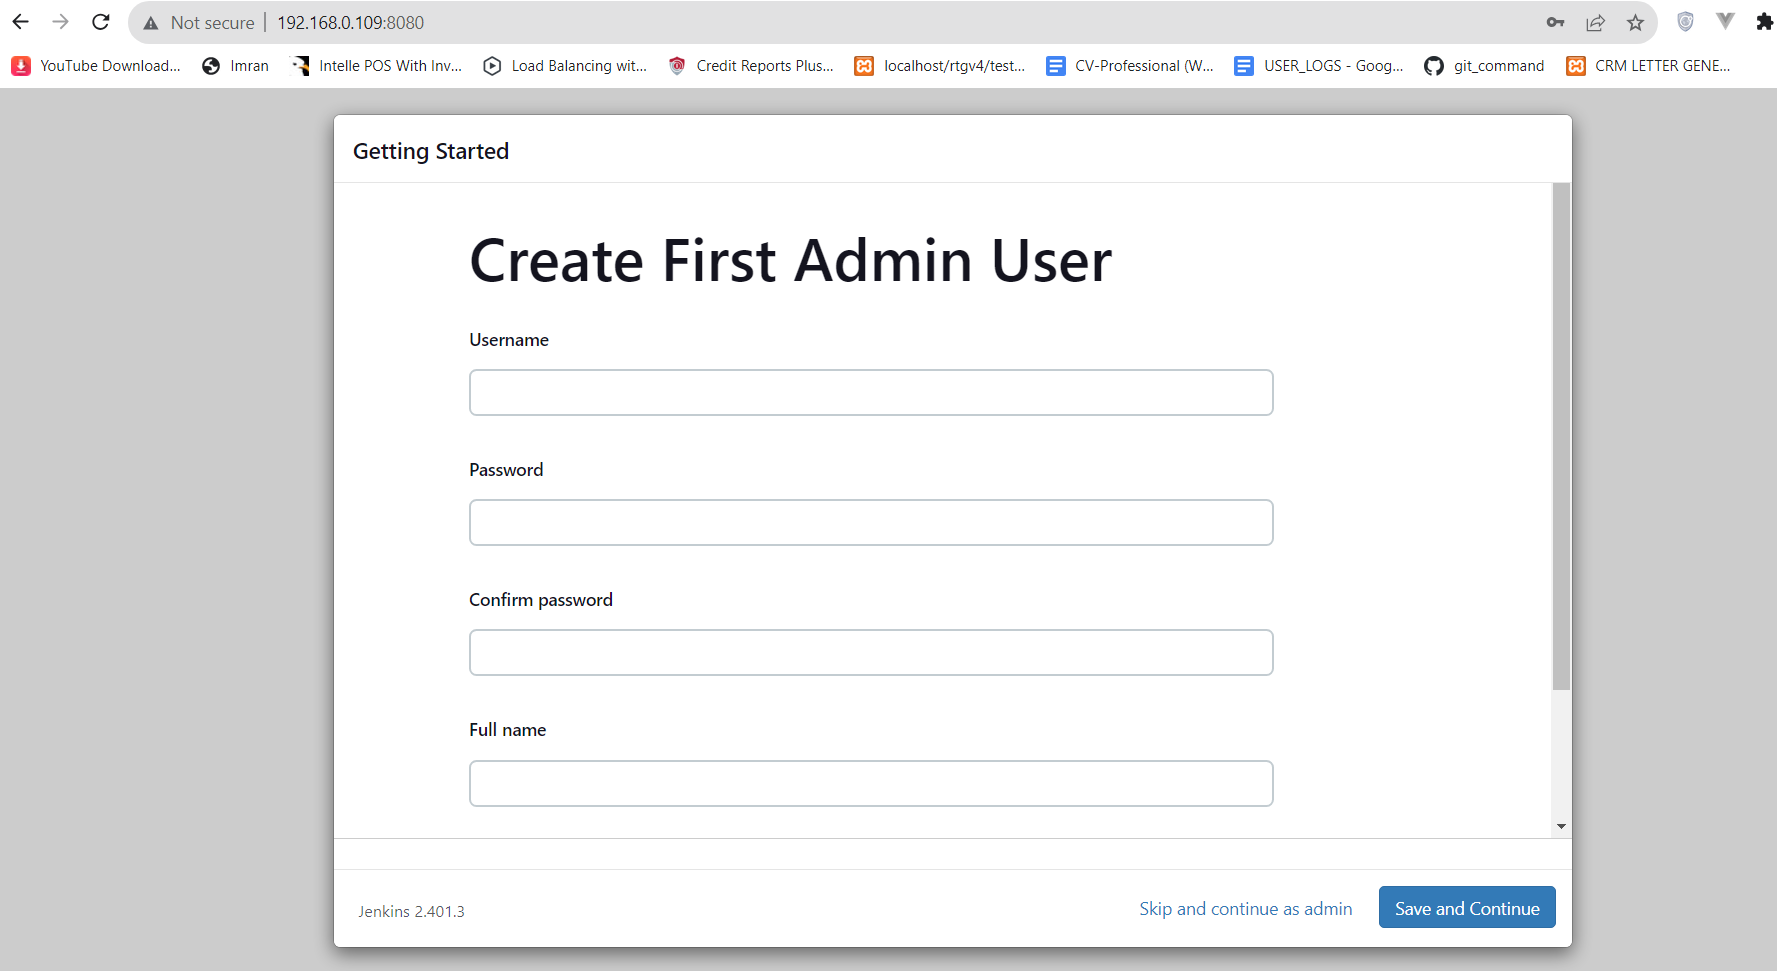 Not secure | 192.168.0.109:8080
YouTube Download... Imran Intelle POS With Inv... Load Balancing wit... Credit Reports Plus... localhost/rtgv4/test... CV-Professional (W... USER_LOGS - Goog... git_command CRM LETTER GENE...
Getting Started
Create First Admin User
Username
Password
Confirm password
Full name
Jenkins 2.401.3 Skip and continue as admin Save and Continue